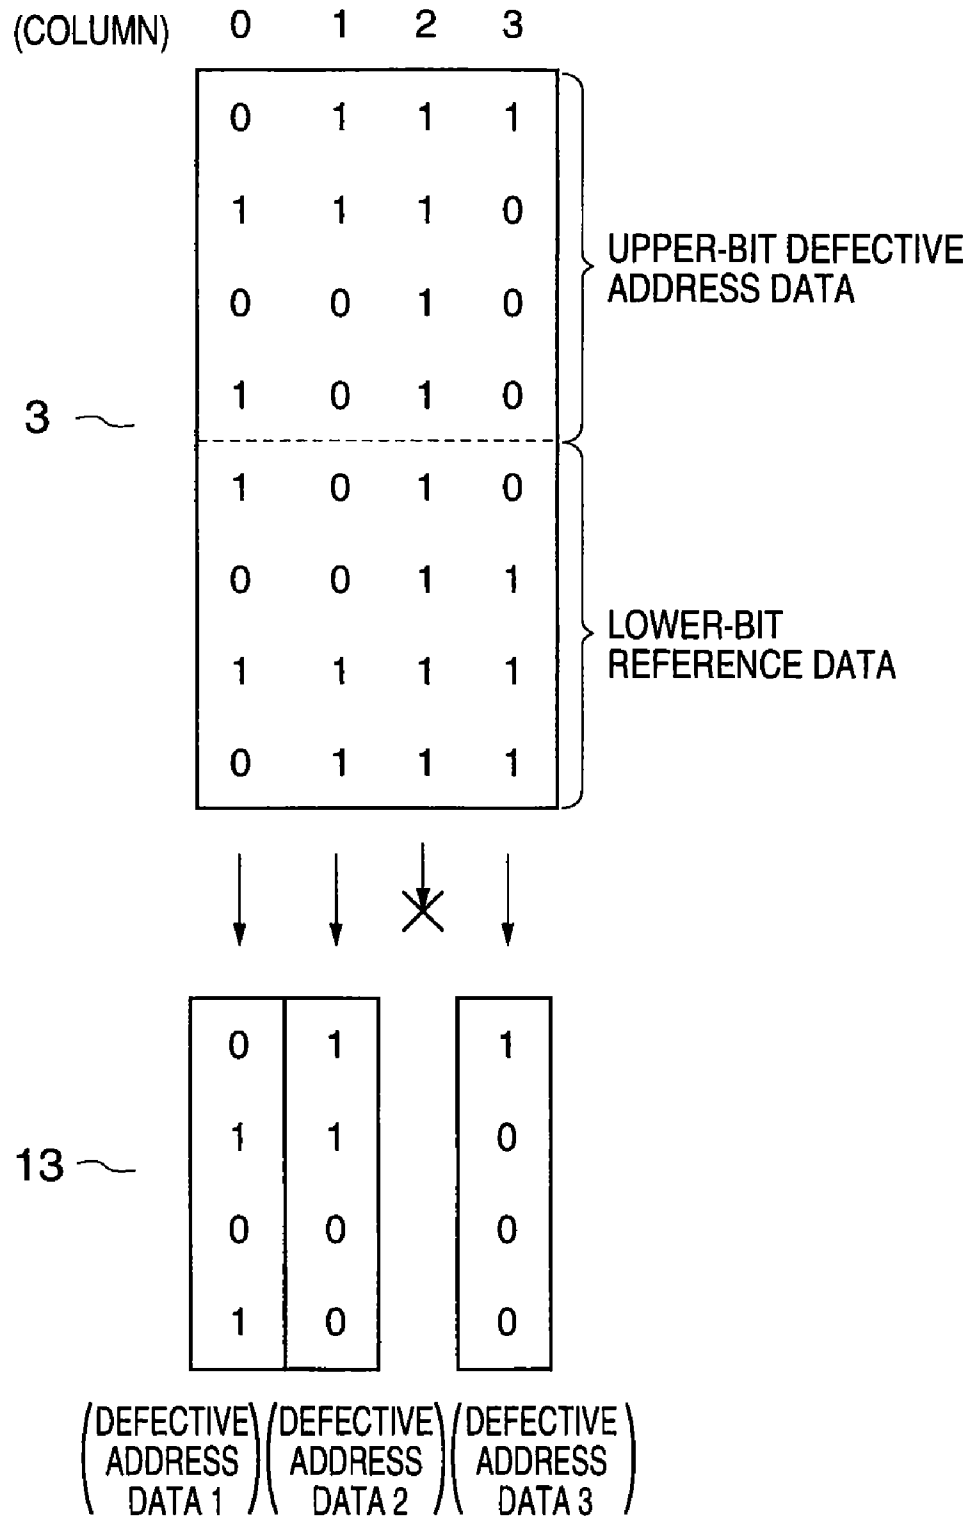 (COLUMN) 0 1 2 3
0 1 1 1
1 1 1 0
0 0 1 0
1 0 1 0
UPPER-BIT DEFECTIVE
ADDRESS DATA
3
1 0 1 0
0 0 1 1
1 1 1 1
0 1 1 1
LOWER-BIT
REFERENCE DATA
0 1 1
1 1 0
0 0 0
1 0 0
13
(DEFECTIVE
ADDRESS
DATA 1)
(DEFECTIVE
ADDRESS
DATA 2)
(DEFECTIVE
ADDRESS
DATA 3)